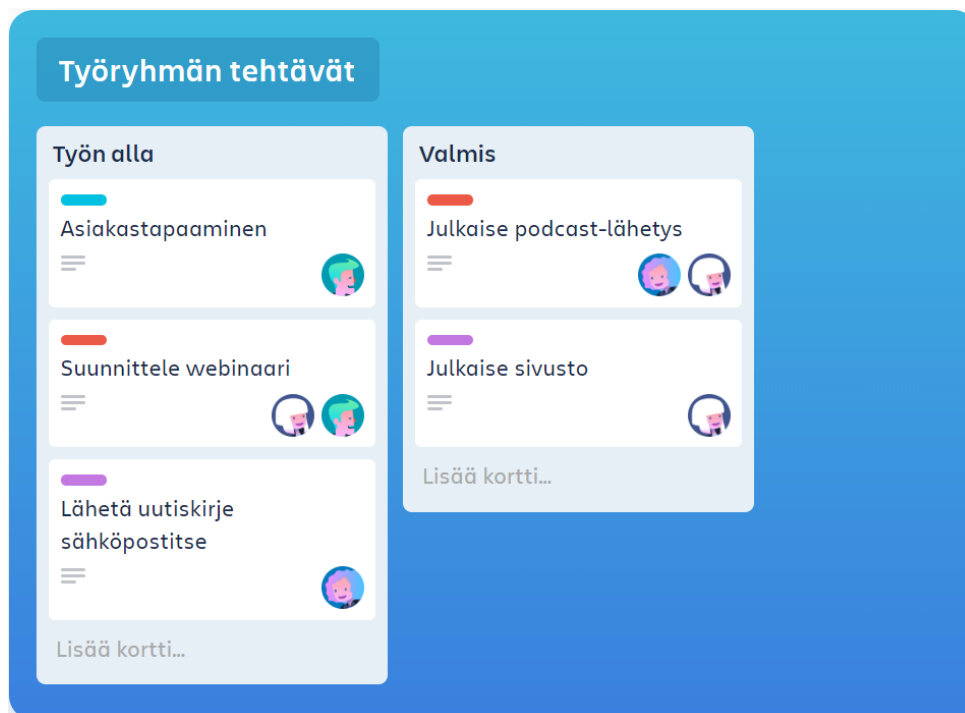 Työryhmän tehtävät
Työn alla
Asiakastapaaminen
Suunnittele webinaari
Lähetä uutiskirje
sähköpostitse
Lisää kortti...
Valmis
Julkaise podcast-lähetys
Julkaise sivusto
Lisää kortti...